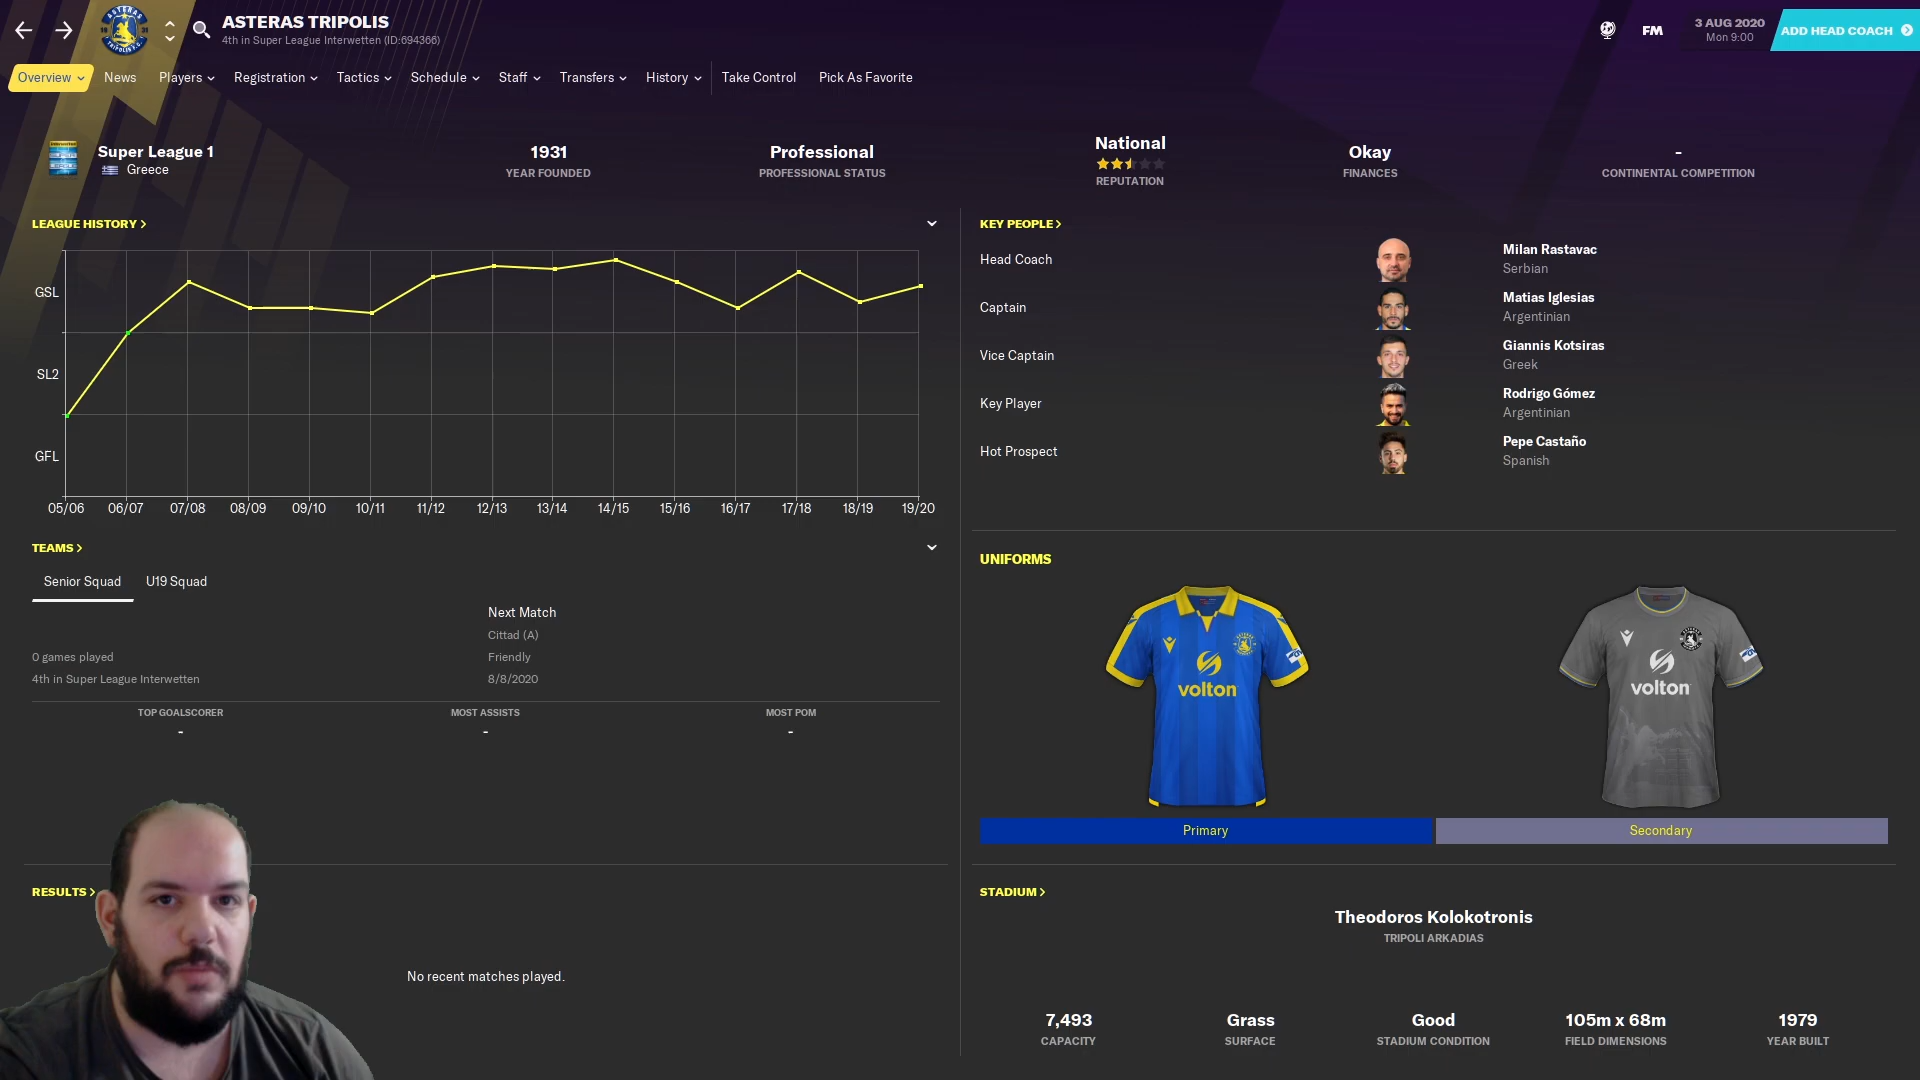 ASTERAS TRIPOLIS
4th in Super League Interwetten (ID:694366)
FM
3 AUG 2020
Mon 9:00
ADD HEAD COACH
Overview
News
Players
Registration
Tactics
Schedule
Staff
Transfers
History
Take Control
Pick As Favorite
Super League 1
Greece
1931
YEAR FOUNDED
Professional
PROFESSIONAL STATUS
National
REPUTATION
Okay
FINANCES
-
CONTINENTAL COMPETITION
LEAGUE HISTORY
GSL
SL2
GFL
05/06 06/07 07/08 08/09 09/10 10/11 11/12 12/13 13/14 14/15 15/16 16/17 17/18 18/19 19/20
KEY PEOPLE
Head Coach
Milan Rastavac
Serbian
Captain
Matias Iglesias
Argentinian
Vice Captain
Giannis Kotsiras
Greek
Key Player
Rodrigo Gómez
Argentinian
Hot Prospect
Pepe Castaño
Spanish
TEAMS
Senior Squad
U19 Squad
Next Match
Cittad (A)
0 games played
Friendly
4th in Super League Interwetten
8/8/2020
TOP GOALSCORER
-
MOST ASSISTS
-
MOST POM
-
UNIFORMS
volton
volton
Primary
Secondary
RESULTS
No recent matches played.
STADIUM
Theodoros Kolokotronis
TRIPOLI ARKADIAS
7,493
CAPACITY
Grass
SURFACE
Good
STADIUM CONDITION
105m x 68m
FIELD DIMENSIONS
1979
YEAR BUILT